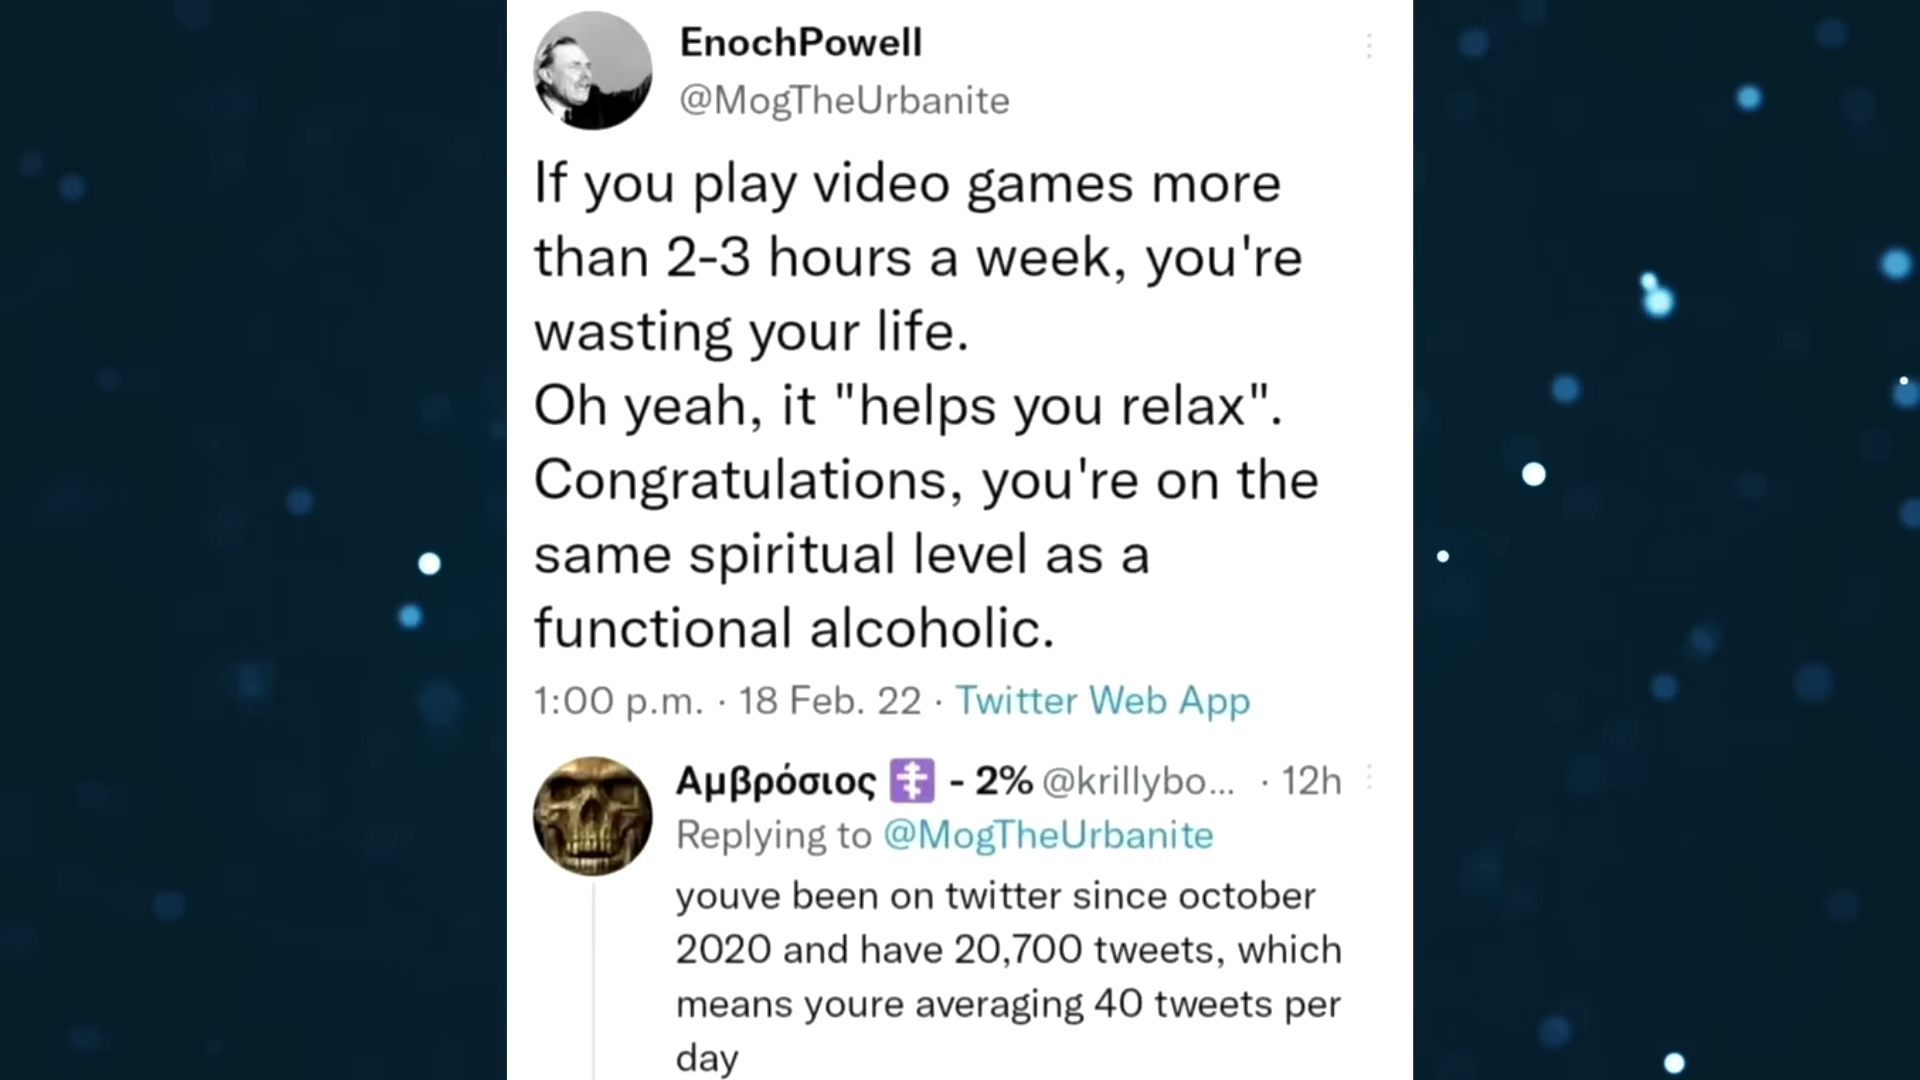 EnochPowell
@MogTheUrbanite
If you play video games more
than 2-3 hours a week, you're
wasting your life.
Oh yeah, it "helps you relax".
Congratulations, you're on the
same spiritual level as a
functional alcoholic.
1:00 p.m. · 18 Feb. 22 · Twitter Web App
Αμβρόσιος ☦ - 2% @krillybo... · 12h
Replying to @MogTheUrbanite
youve been on twitter since october
2020 and have 20,700 tweets, which
means youre averaging 40 tweets per
day